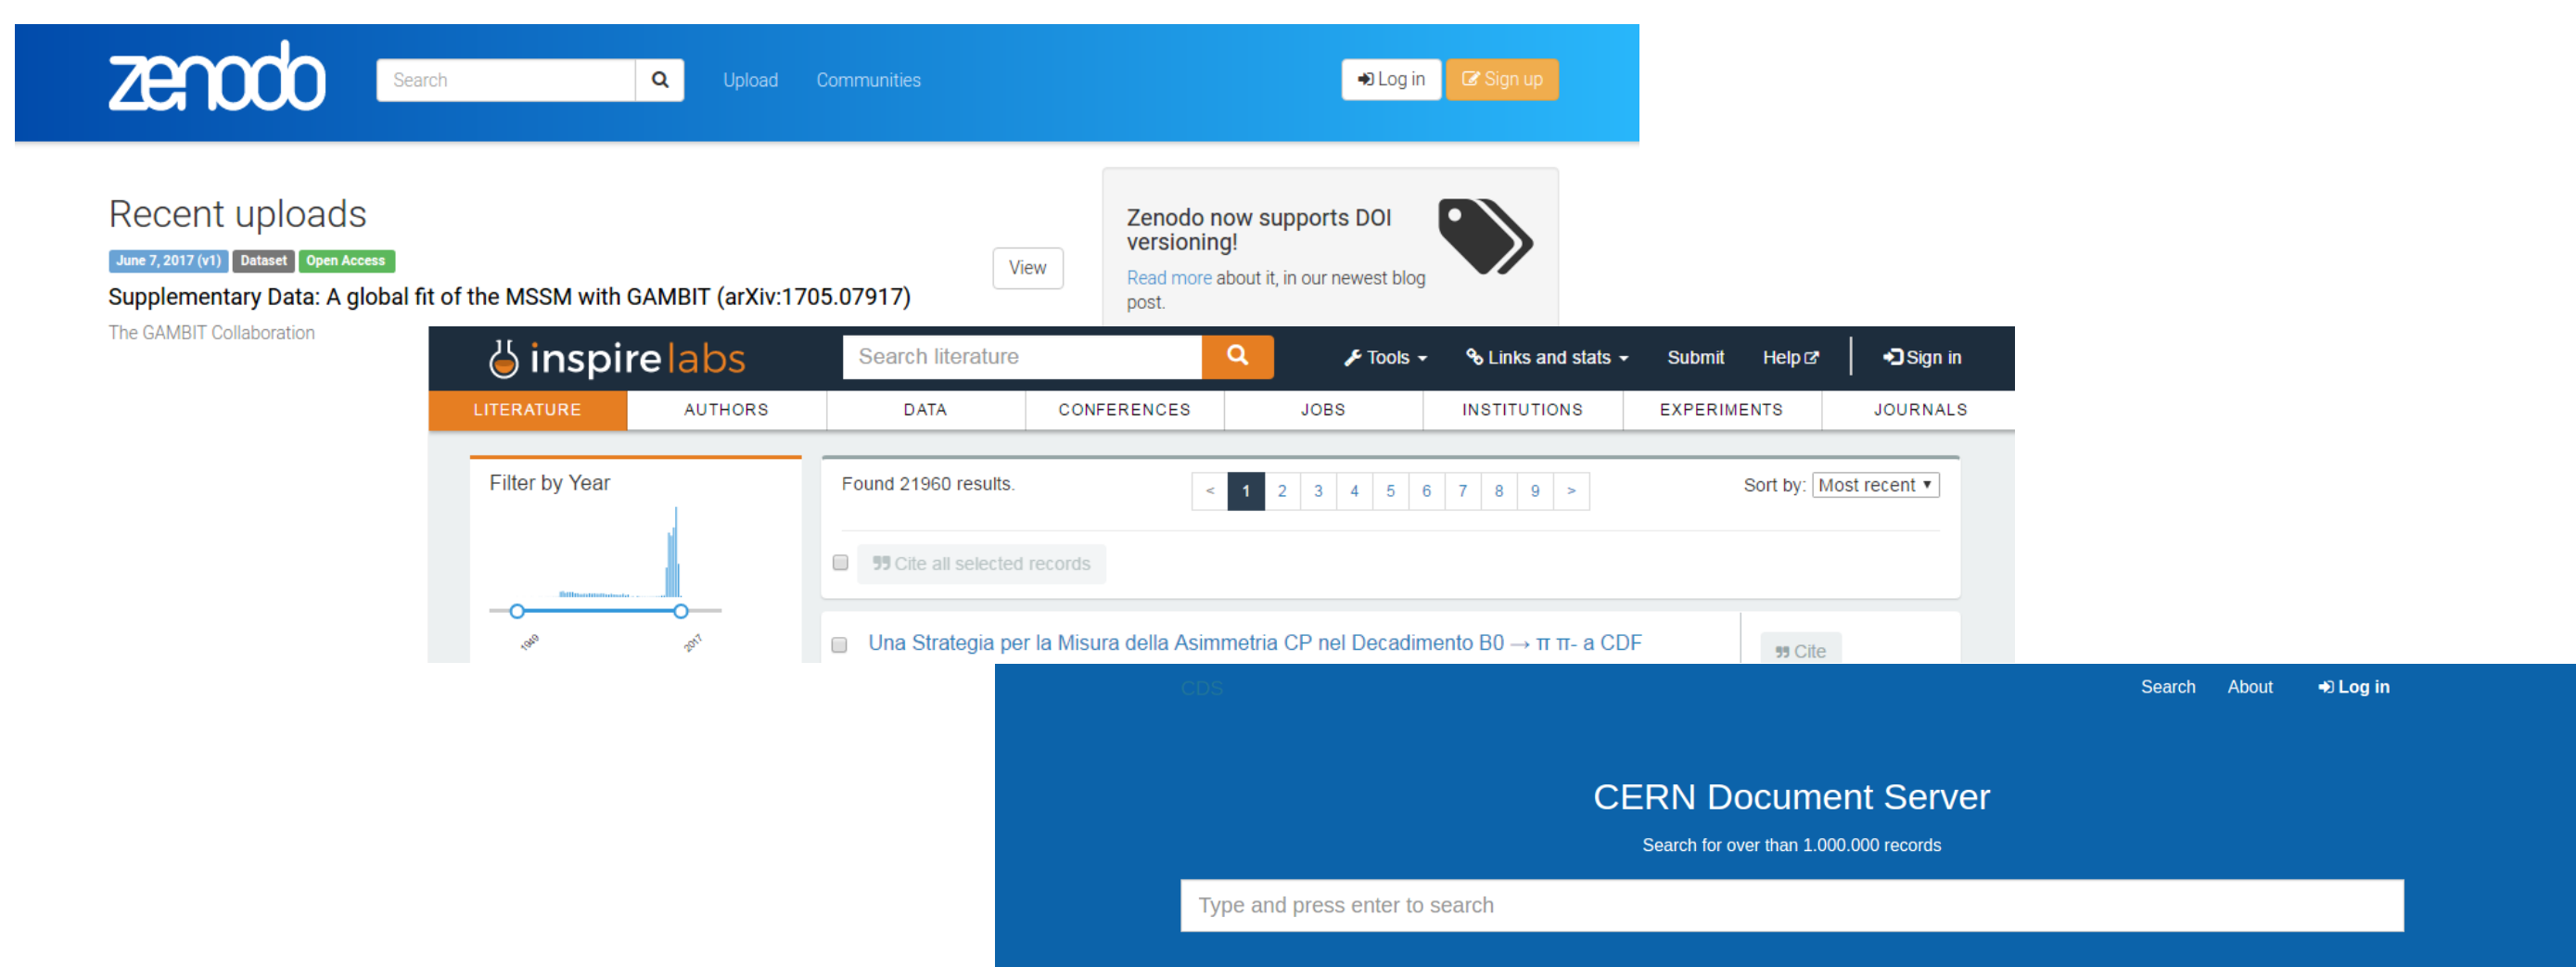 zenodo
Search
Upload
Communities
Log in
Sign up
Recent uploads
June 7, 2017 (v1) Dataset Open Access
View
Supplementary Data: A global fit of the MSSM with GAMBIT (arXiv:1705.07917)
The GAMBIT Collaboration
Zenodo now supports DOI
versioning!
Read more about it, in our newest blog
post.
inspirelabs
Search literature
Tools
Links and stats
Submit
Help
Sign in
LITERATURE
AUTHORS
DATA
CONFERENCES
JOBS
INSTITUTIONS
EXPERIMENTS
JOURNALS
Filter by Year
1949
2017
Found 21960 results.
< 1 2 3 4 5 6 7 8 9 >
Sort by: Most recent
Cite all selected records
Una Strategia per la Misura della Asimmetria CP nel Decadimento B0 → π π- a CDF
Cite
CDS
Search
About
Log in
CERN Document Server
Search for over than 1.000.000 records
Type and press enter to search